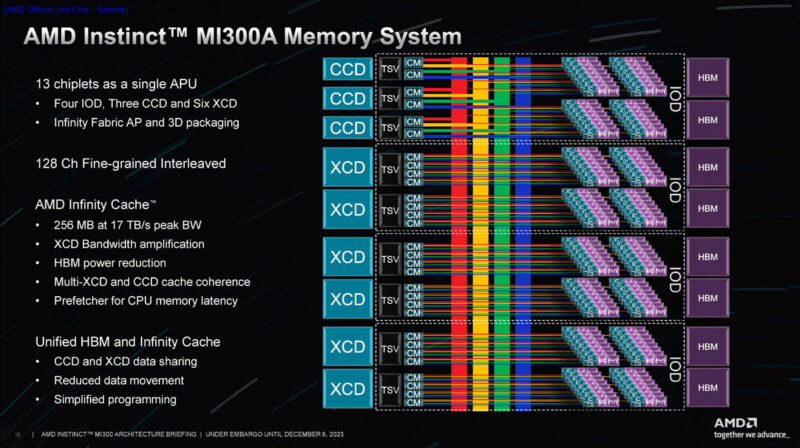 [AMD Official Use Only - General]
AMD Instinct™ MI300A Memory System
13 chiplets as a single APU
• Four IOD, Three CCD and Six XCD
• Infinity Fabric AP and 3D packaging
128 Ch Fine-grained Interleaved
AMD Infinity Cache™
• 256 MB at 17 TB/s peak BW
• XCD Bandwidth amplification
• HBM power reduction
• Multi-XCD and CCD cache coherence
• Prefetcher for CPU memory latency
Unified HBM and Infinity Cache
• CCD and XCD data sharing
• Reduced data movement
• Simplified programming
CCD TSV CM CM HBM
CCD TSV CM CM
CCD TSV CM CM HBM
IOD
XCD TSV CM CM CM CM HBM
XCD TSV CM CM CM CM HBM
IOD
XCD TSV CM CM CM CM HBM
XCD TSV CM CM CM CM HBM
IOD
XCD TSV CM CM CM CM HBM
XCD TSV CM CM CM CM HBM
IOD
10 | AMD INSTINCT™ MI300 ARCHITECTURE BRIEFING | UNDER EMBARGO UNTIL DECEMBER 6, 2023
AMD
together we advance_